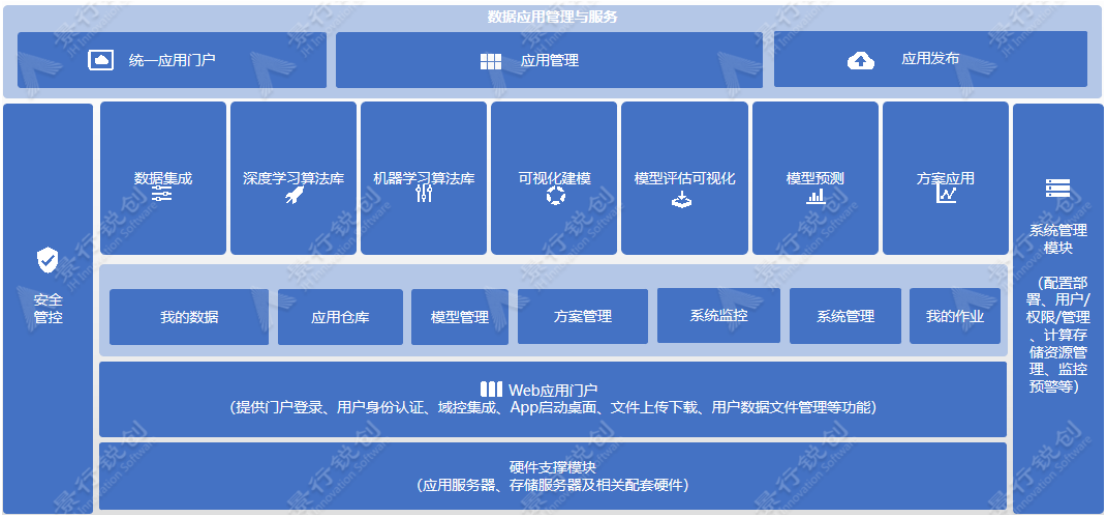 数据应用管理与服务
统一应用门户
应用管理
应用发布
数据集成
深度学习算法库
机器学习算法库
可视化建模
模型评估可视化
模型预测
方案应用
安全
管控
系统管理
模块
（配置部
署、用户/
权限/管理
、计算存
储资源管
理、监控
预警等）
我的数据
应用仓库
模型管理
方案管理
系统监控
系统管理
我的作业
Web应用门户
（提供门户登录、用户身份认证、域控集成、App启动桌面、文件上传下载、用户数据文件管理等功能）
硬件支撑模块
（应用服务器、存储服务器及相关配套硬件）
景行锐创
JH Innovation Software